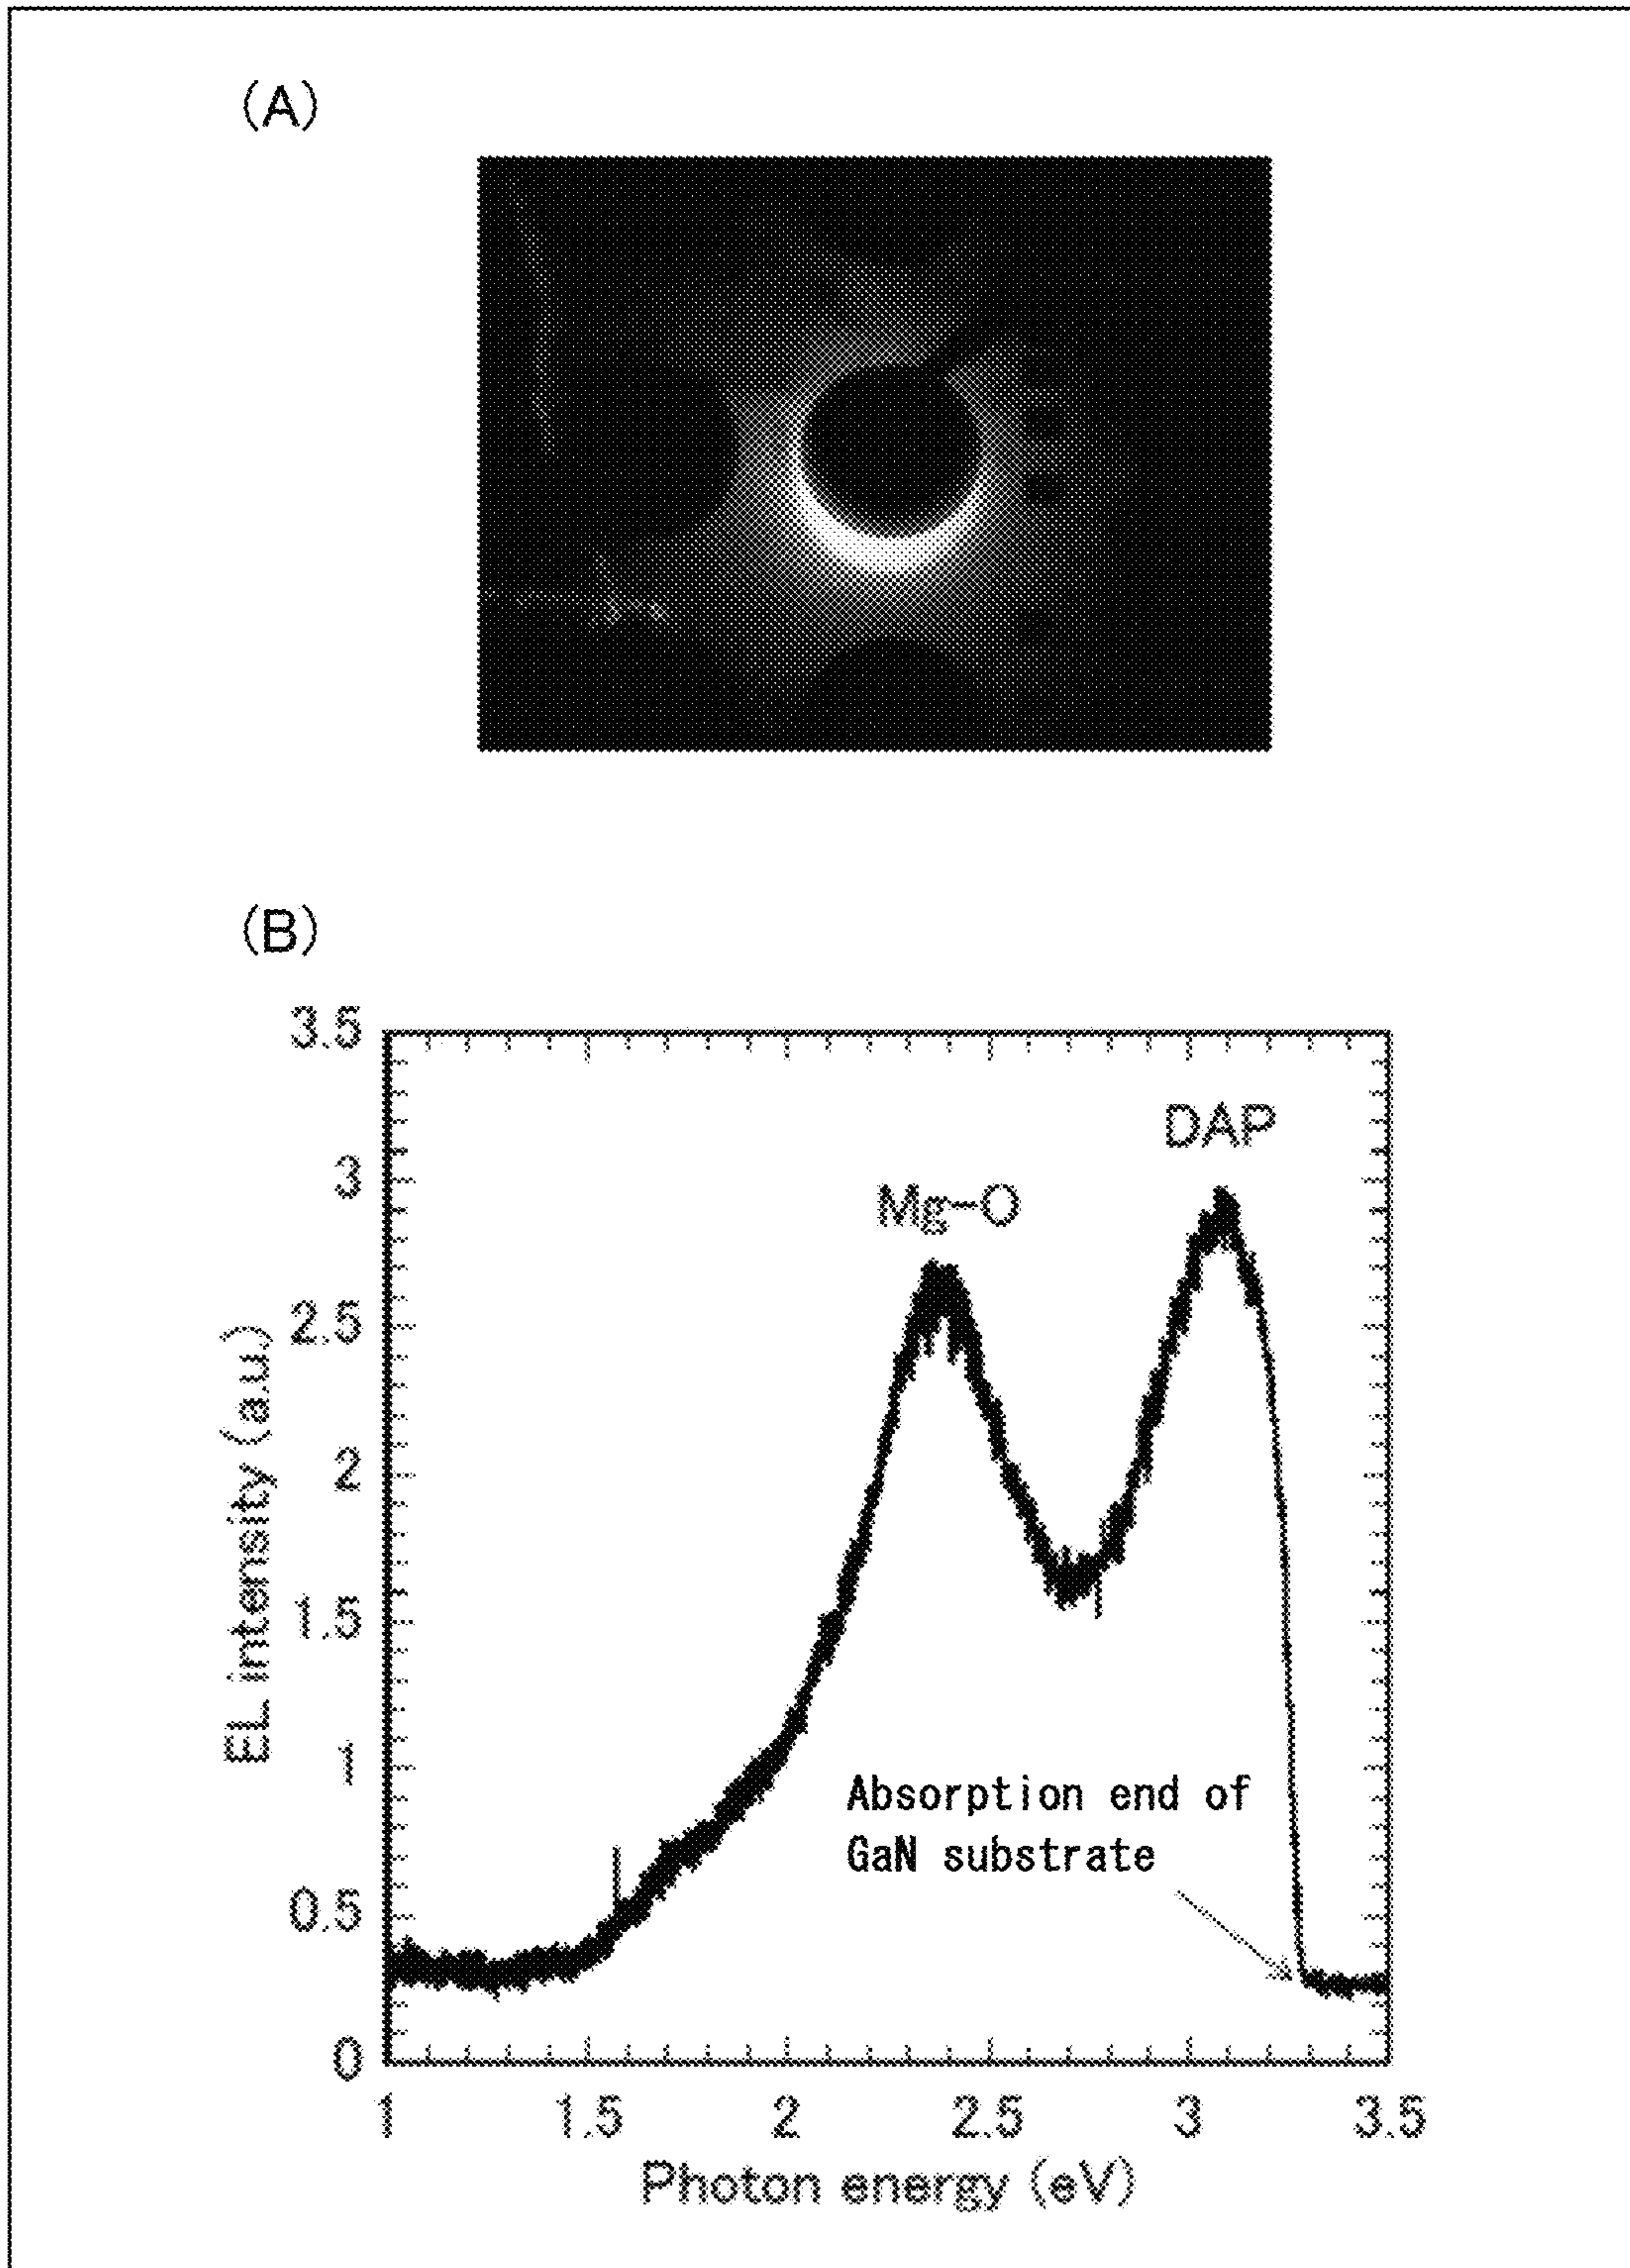 (A)
(B)
3.5
3
2.5
2
1.5
1
0.5
0
EL intensity (a.u.)
DAP
Mg-O
Absorption end of
GaN substrate
1 1.5 2 2.5 3 3.5
Photon energy (eV)